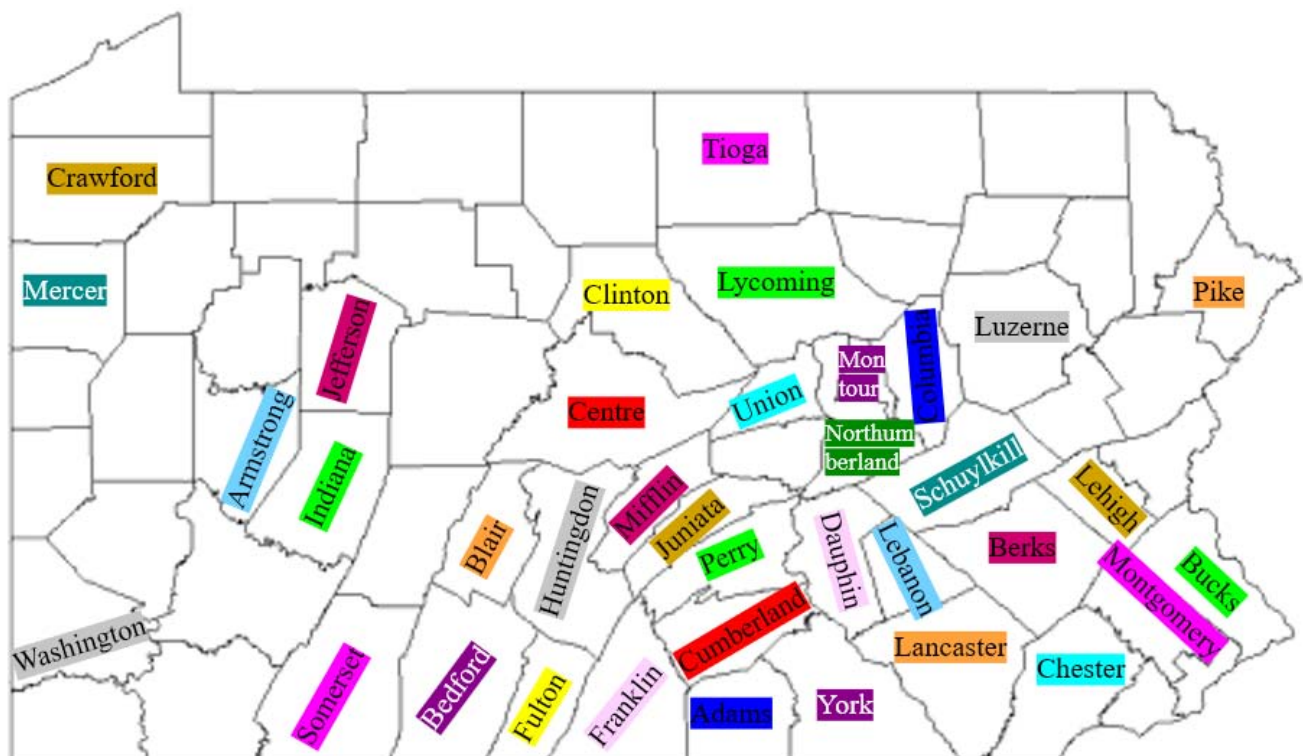 Tioga
Crawford
Lycoming
Mercer
Clinton
Pike
Luzerne
Jefferson
Columbia
Mon
tour
Union
Centre
Armstrong
Northum
berland
Indiana
Schuylkill
Lehigh
Mifflin
Huntingdon
Juniata
Blair
Perry
Dauphin
Lebanon
Berks
Montgomery
Bucks
Washington
Cumberland
Lancaster
Chester
Somerset
Bedford
Fulton
Franklin
Adams
York